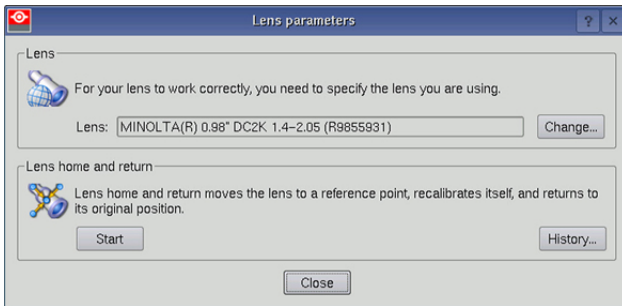 Lens parameters
? ×
Lens
For your lens to work correctly, you need to specify the lens you are using.
Lens: MINOLTA(R) 0.98" DC2K 1.4-2.05 (R9855931) Change...
Lens home and return
Lens home and return moves the lens to a reference point, recalibrates itself, and returns to
its original position.
Start History...
Close